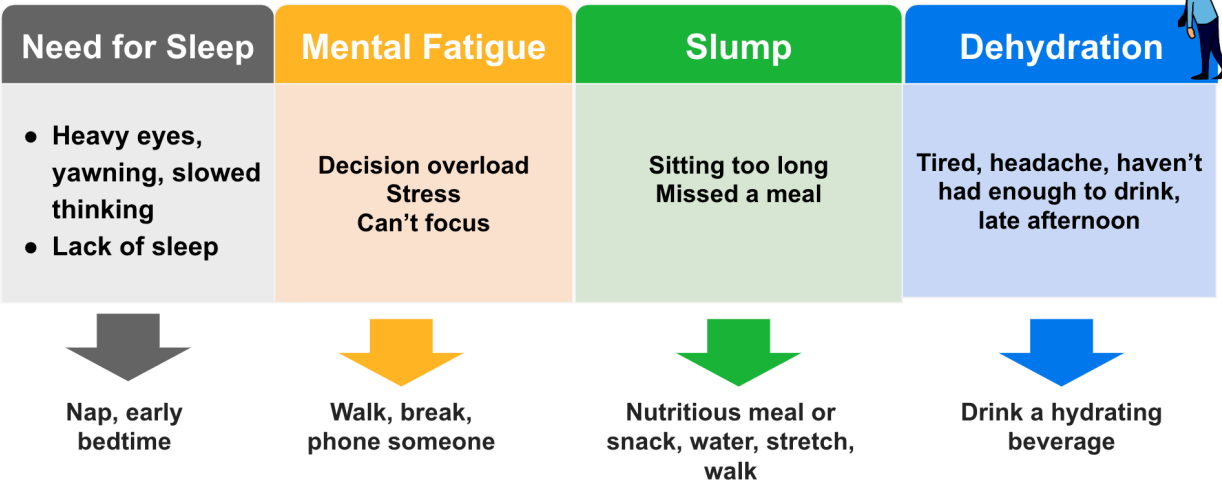 Need for Sleep
● Heavy eyes,
yawning, slowed
thinking
● Lack of sleep
Nap, early
bedtime
Mental Fatigue
Decision overload
Stress
Can’t focus
Walk, break,
phone someone
Slump
Sitting too long
Missed a meal
Nutritious meal or
snack, water, stretch,
walk
Dehydration
Tired, headache, haven’t
had enough to drink,
late afternoon
Drink a hydrating
beverage